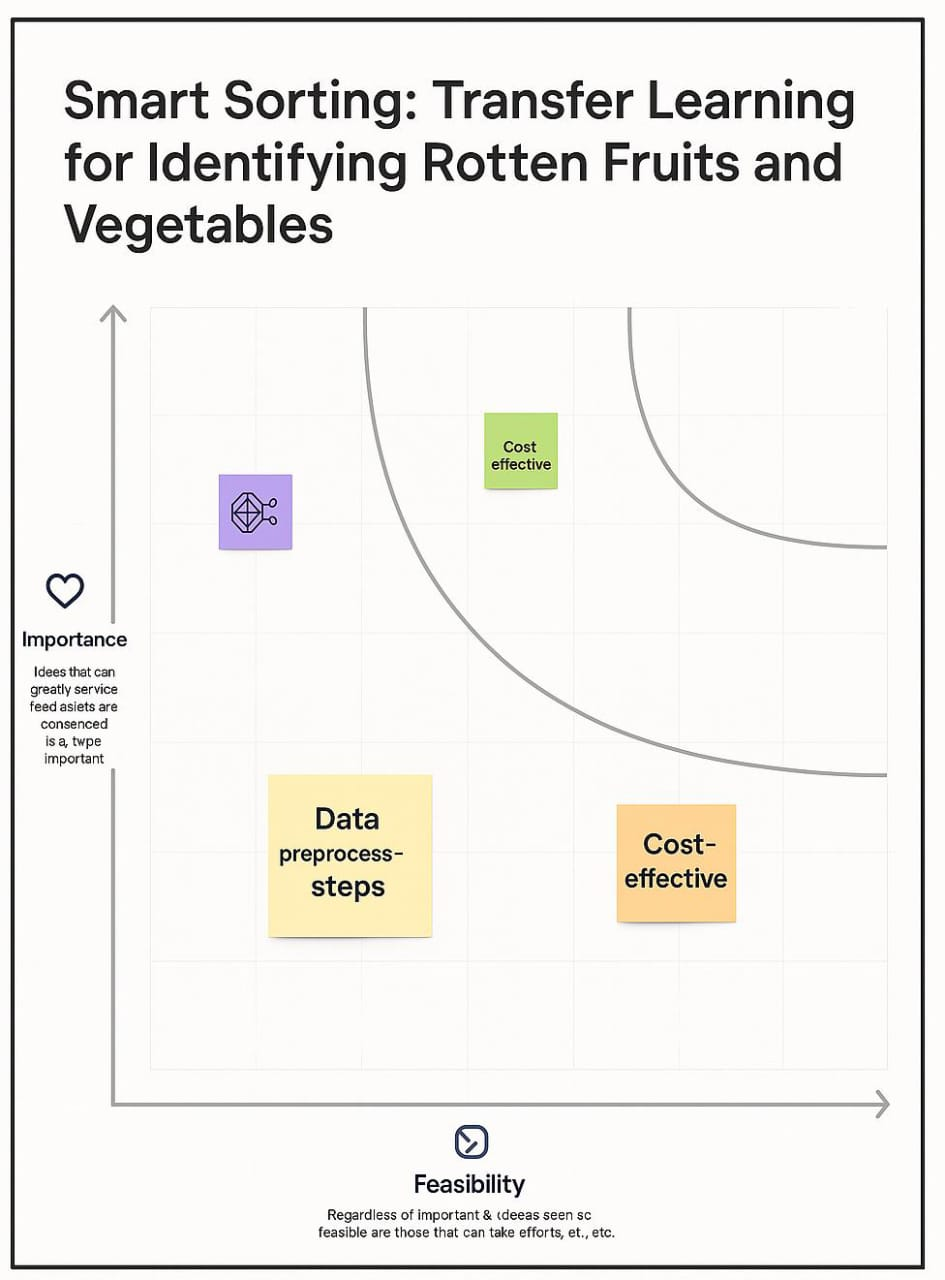 Smart Sorting: Transfer Learning
for Identifying Rotten Fruits and
Vegetables
Cost
effective
Importance
Idees that can
greatly service
feed asiets are
consenced
is a, twpe
important
Data
preprocess-
steps
Cost-
effective
Feasibility
Regardless of important & ideeas seen sc
feasible are those that can take efforts, et., etc.